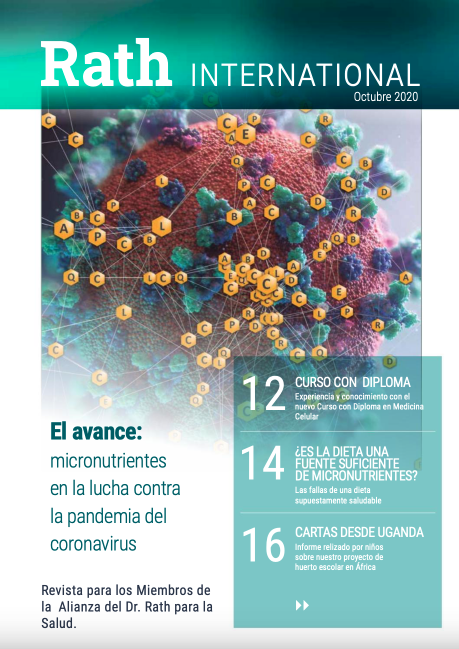 Rath INTERNATIONAL
Octubre 2020
12
CURSO CON DIPLOMA
Experiencia y conocimiento con el
nuevo Curso con Diploma en Medicina
Celular
14
¿ES LA DIETA UNA
FUENTE SUFICIENTE
DE MICRONUTRIENTES?
Las fallas de una dieta
supuestamente saludable
16
CARTAS DESDE UGANDA
Informe relizado por niños
sobre nuestro proyecto de
huerto escolar en África
El avance:
micronutrientes
en la lucha contra
la pandemia del
coronavirus
Revista para los Miembros de
la Alianza del Dr. Rath para la
Salud.